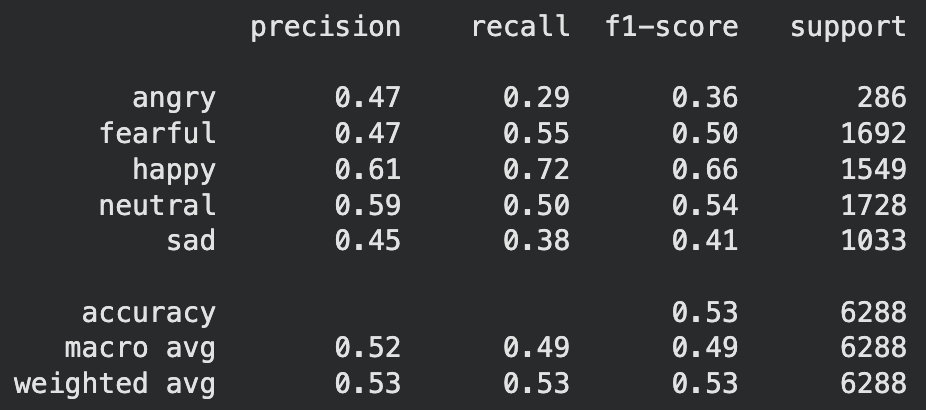 precision recall f1-score support
angry 0.47 0.29 0.36 286
fearful 0.47 0.55 0.50 1692
happy 0.61 0.72 0.66 1549
neutral 0.59 0.50 0.54 1728
sad 0.45 0.38 0.41 1033
accuracy 0.53 6288
macro avg 0.52 0.49 0.49 6288
weighted avg 0.53 0.53 0.53 6288